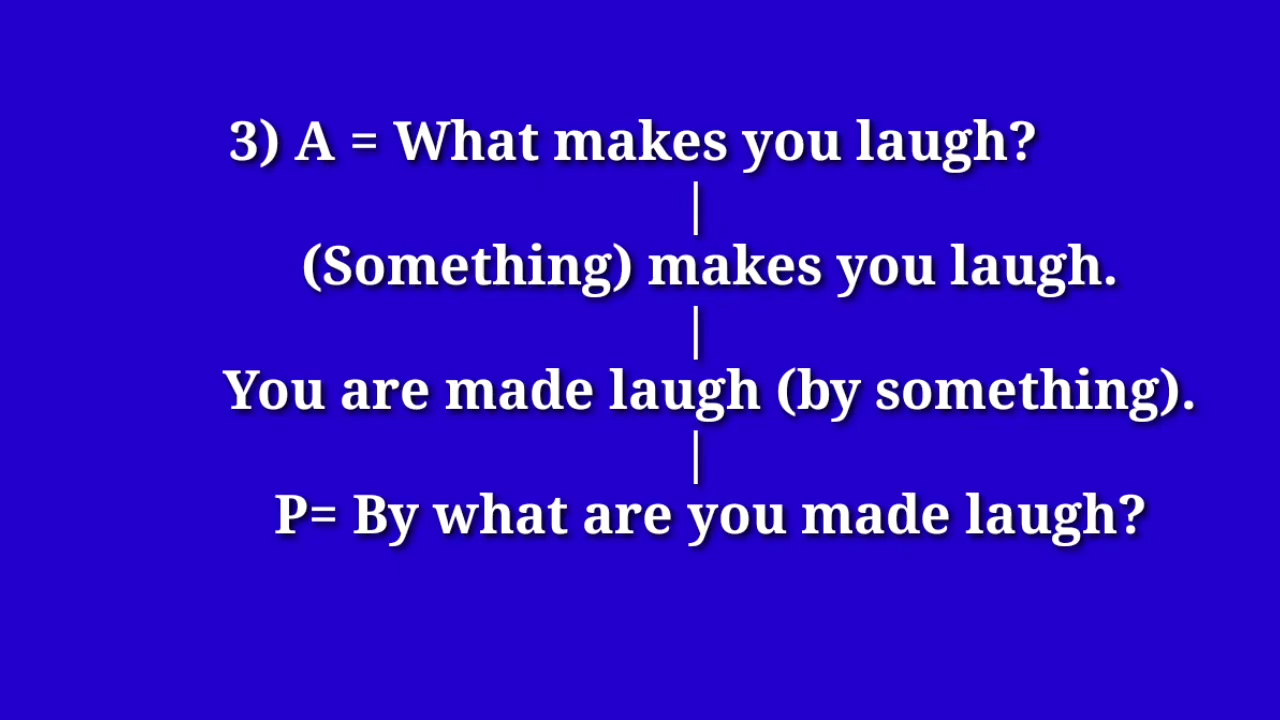 3) A = What makes you laugh?
|
(Something) makes you laugh.
|
You are made laugh (by something).
|
P= By what are you made laugh?